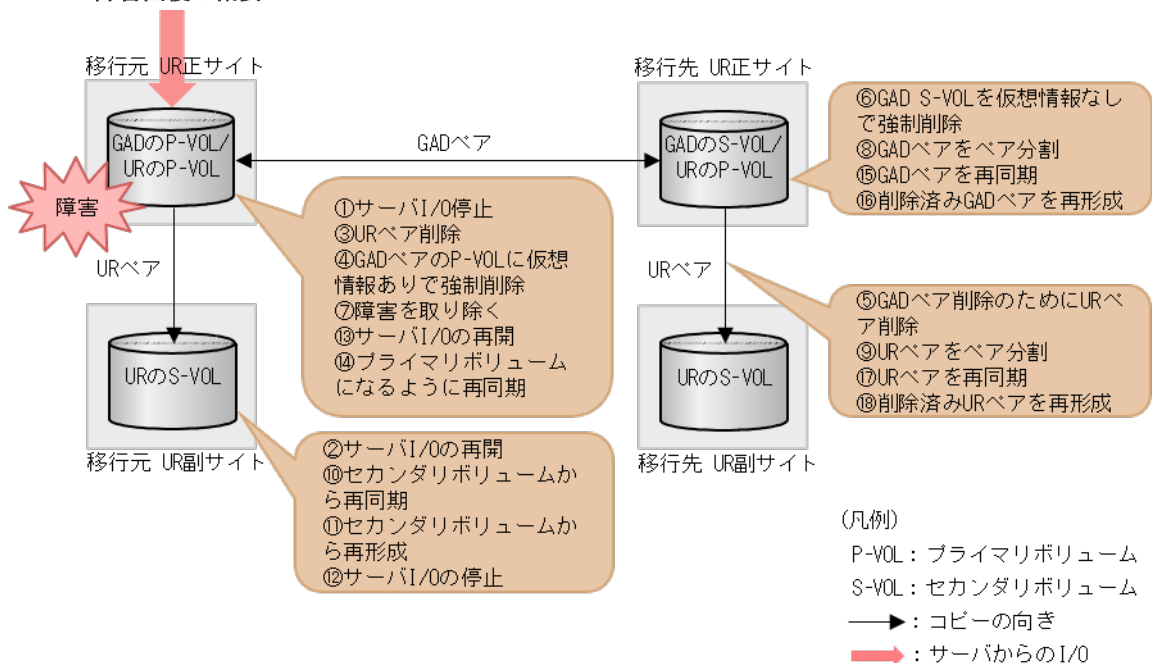 移行元 UR正サイト
移行先 UR正サイト
GADのP-VOL/
URのP-VOL
GADペア
GADのS-VOL/
URのP-VOL
⑥GAD S-VOLを仮想情報なし
で強制削除
⑧GADペアをペア分割
⑮GADペアを再同期
⑯削除済みGADペアを再形成
障害
①サーバI/O停止
③URペア削除
④GADペアのP-VOLに仮想
情報ありで強制削除
⑦障害を取り除く
⑬サーバI/Oの再開
⑭プライマリボリューム
になるように再同期
URペア
URペア
⑤GADペア削除のためにURペ
ア削除
⑨URペアをペア分割
⑰URペアを再同期
⑱削除済みURペアを再形成
URのS-VOL
URのS-VOL
移行元 UR副サイト
移行先 UR副サイト
②サーバI/Oの再開
⑩セカンダリボリュームか
ら再同期
⑪セカンダリボリュームか
ら再形成
⑫サーバI/Oの停止
(凡例)
P-VOL:プライマリボリューム
S-VOL:セカンダリボリューム
:コピーの向き
:サーバからのI/O